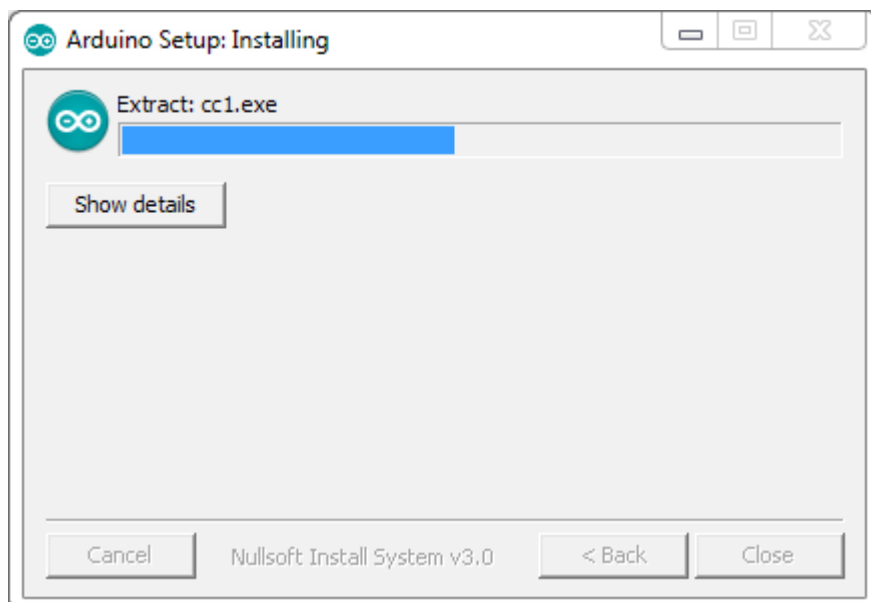 Arduino Setup: Installing
Extract: cc1.exe
Show details
Cancel Nullsoft Install System v3.0 < Back Close